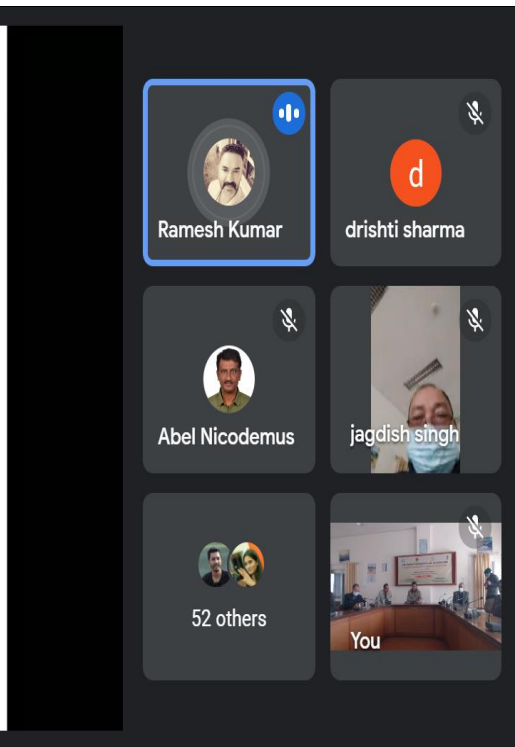 Ramesh Kumar
d
drishti sharma
Abel Nicodemus
jagdish singh
52 others
You